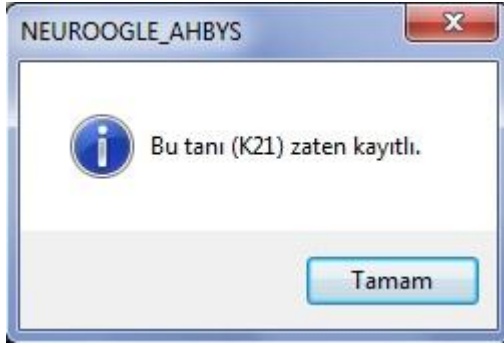 NEUROOGLE_AHBYS
Bu tanı (K21) zaten kayıtlı.
Tamam